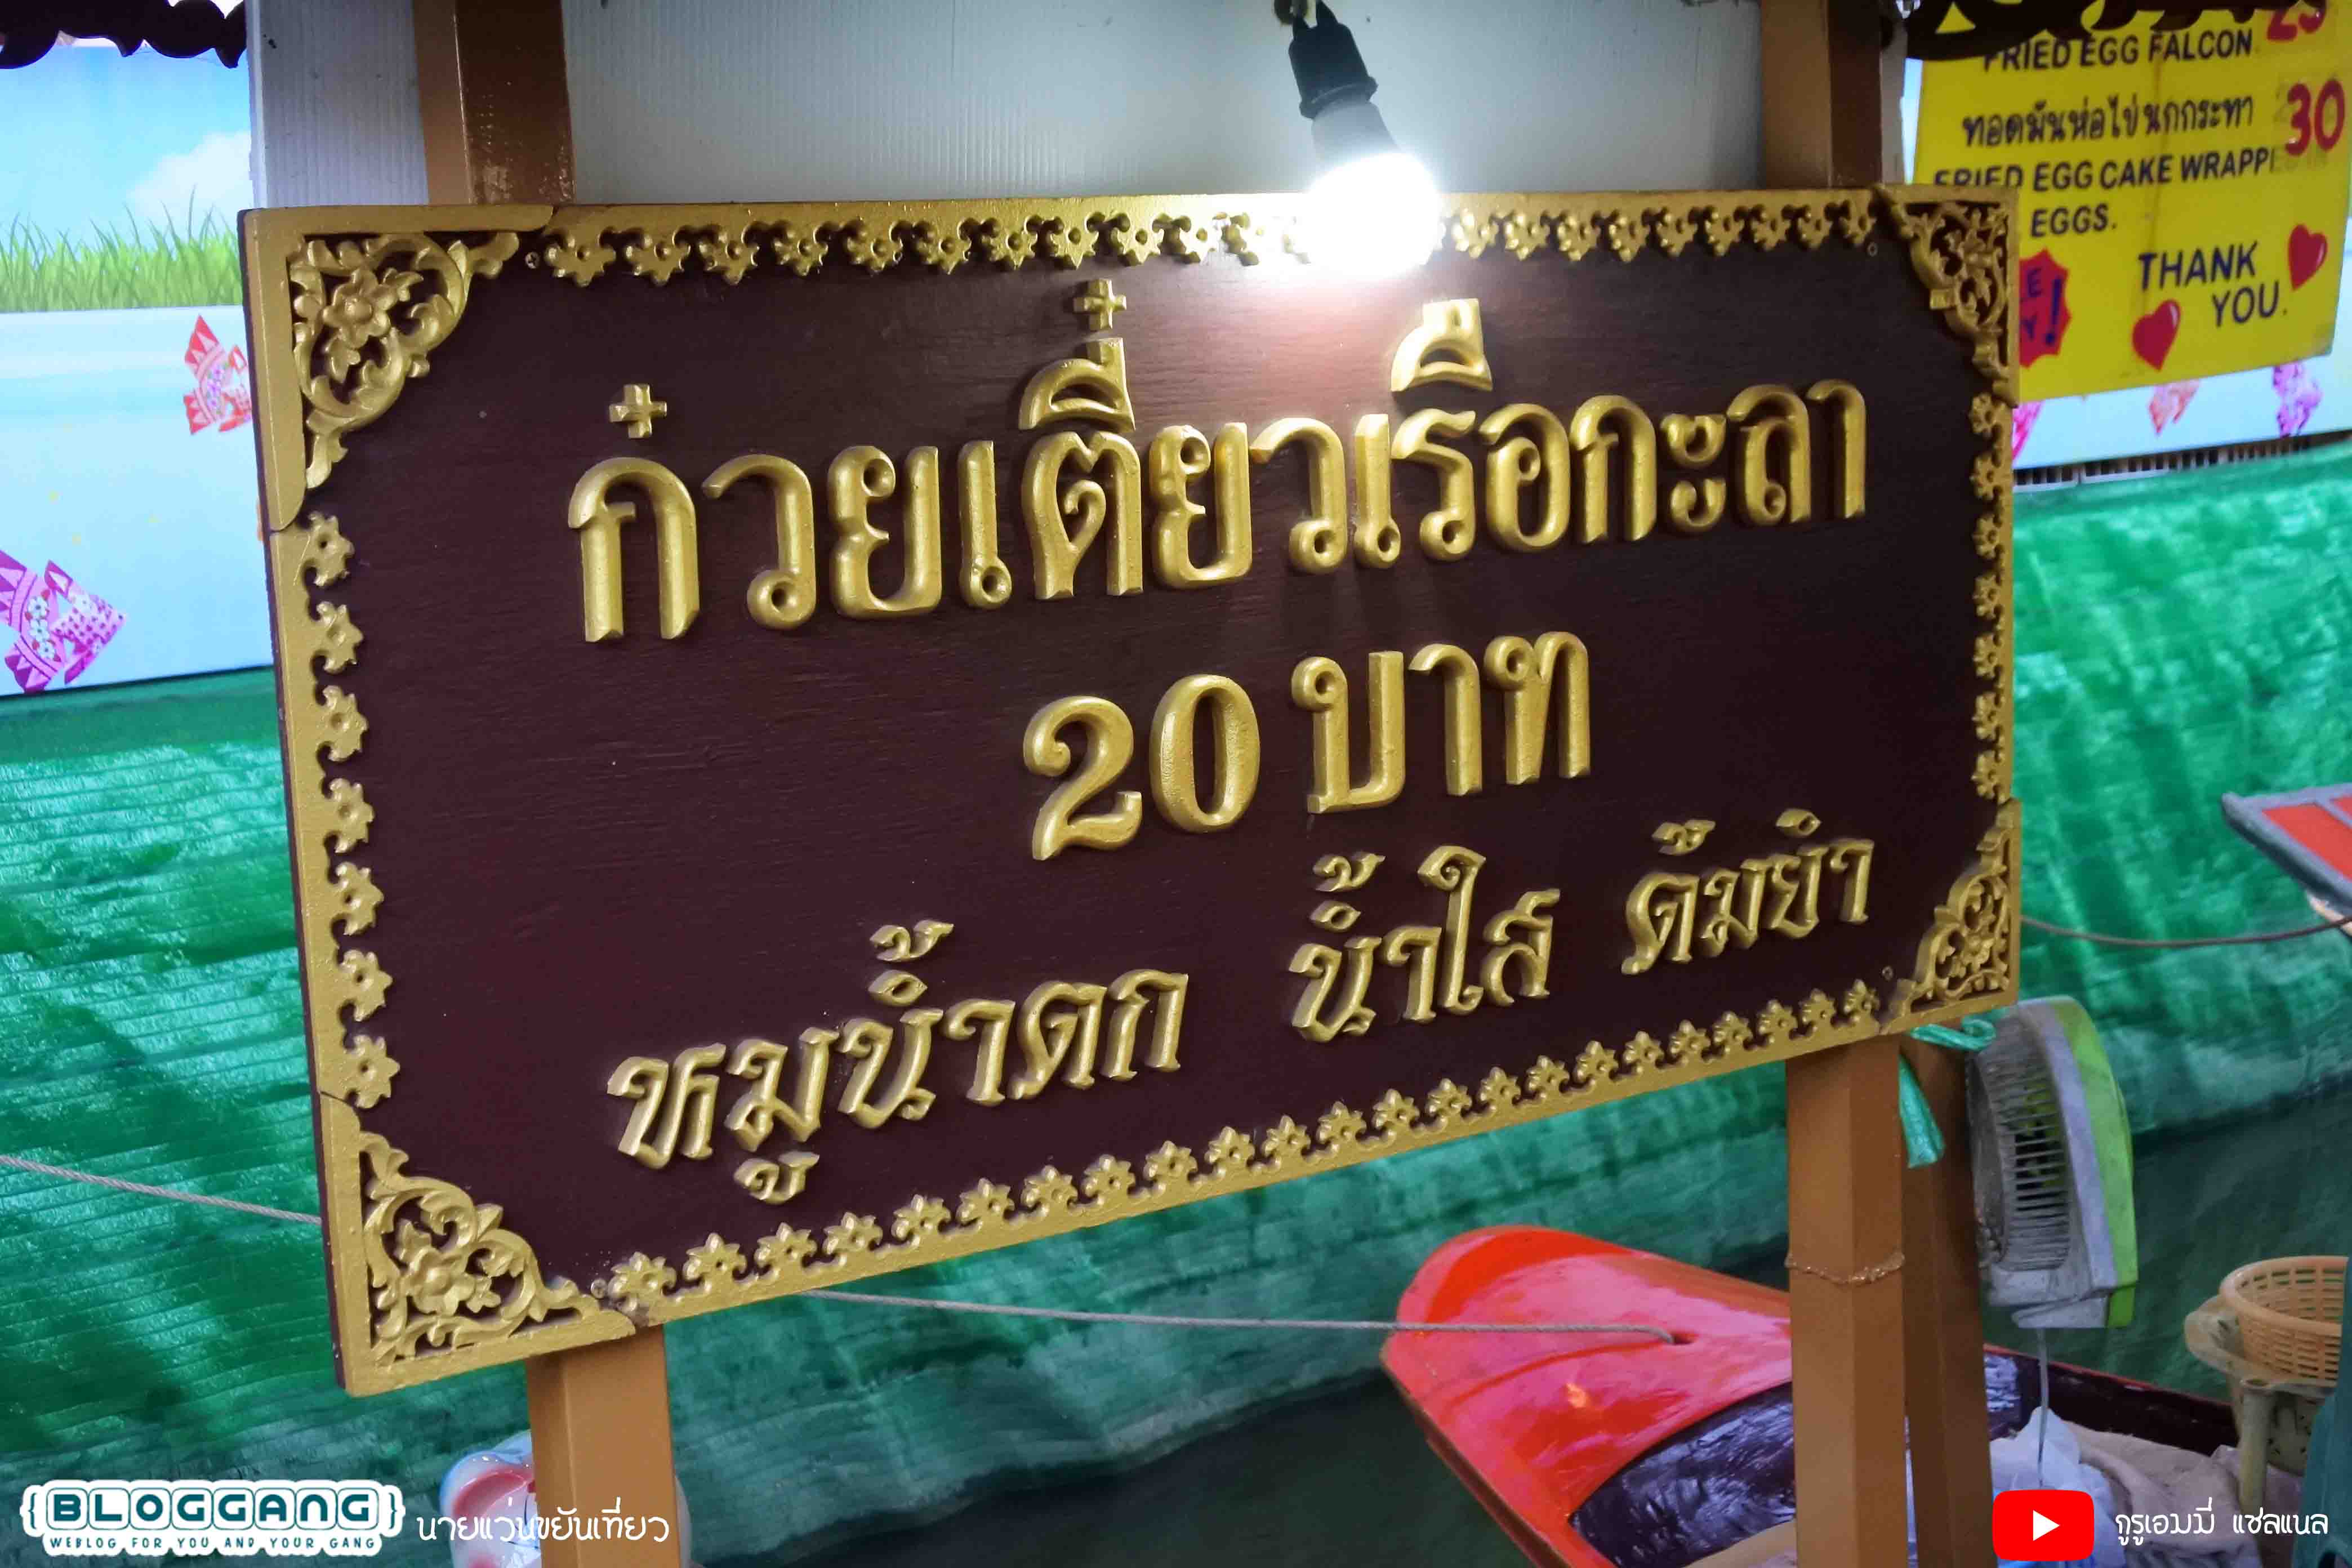 ก๋วยเตี๋ยวเรือกะลา
20 บาท
หมูน้ำตก น้ำใส ต้มยำ
25
FRIED EGG FALCON
ทอดมันห่อไข่นกกระทา 30
FRIED EGG CAKE WRAPPE
EGGS.
THANK
YOU.
{BLOGGANG}
WEBLOG FOR YOU AND YOUR GANG
นายแว่นขยันเที่ยว
กูรูเอมมี่ แชลแนล